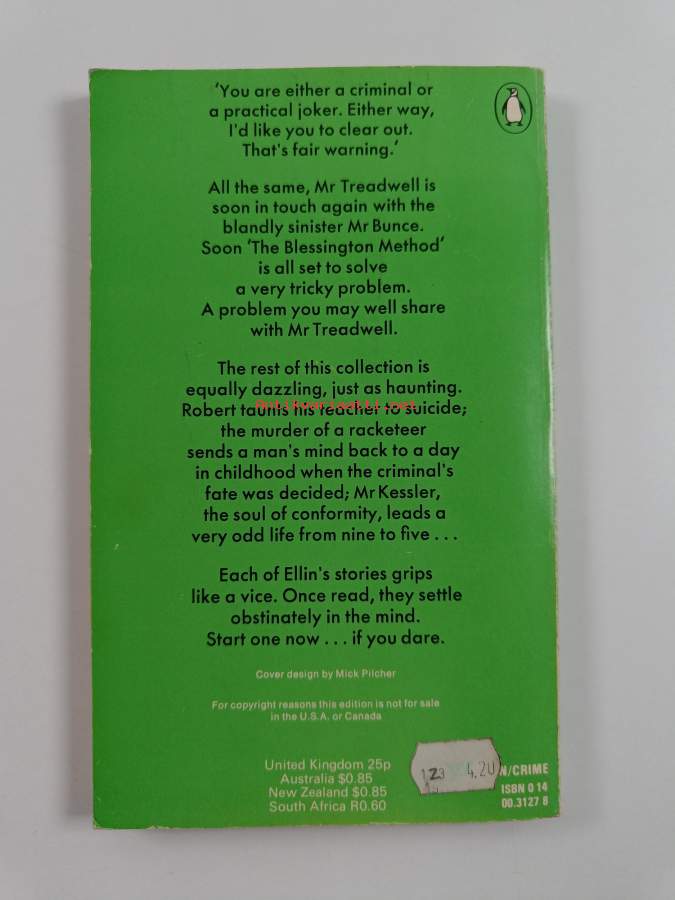 ‘You are either a criminal or
a practical joker. Either way,
I'd like you to clear out.
That's fair warning.’
All the same, Mr Treadwell is
soon in touch again with the
blandly sinister Mr Bunce.
Soon ‘The Blessington Method’
is all set to solve
a very tricky problem.
A problem you may well share
with Mr Treadwell.
The rest of this collection is
equally dazzling, just as haunting.
Robert taunts his teacher to suicide;
Antikvariaatti.net
the murder of a racketeer
sends a man's mind back to a day
in childhood when the criminal's
fate was decided; Mr Kessler,
the soul of conformity, leads a
very odd life from nine to five . . .
Each of Ellin's stories grips
like a vice. Once read, they settle
obstinately in the mind.
Start one now . . . if you dare.
Cover design by Mick Pilcher
For copyright reasons this edition is not for sale
in the U.S.A. or Canada
United Kingdom 25p
Australia $0.85
New Zealand $0.85
South Africa R0.60
4.20
N/CRIME
ISBN 0 14
00.3127 8